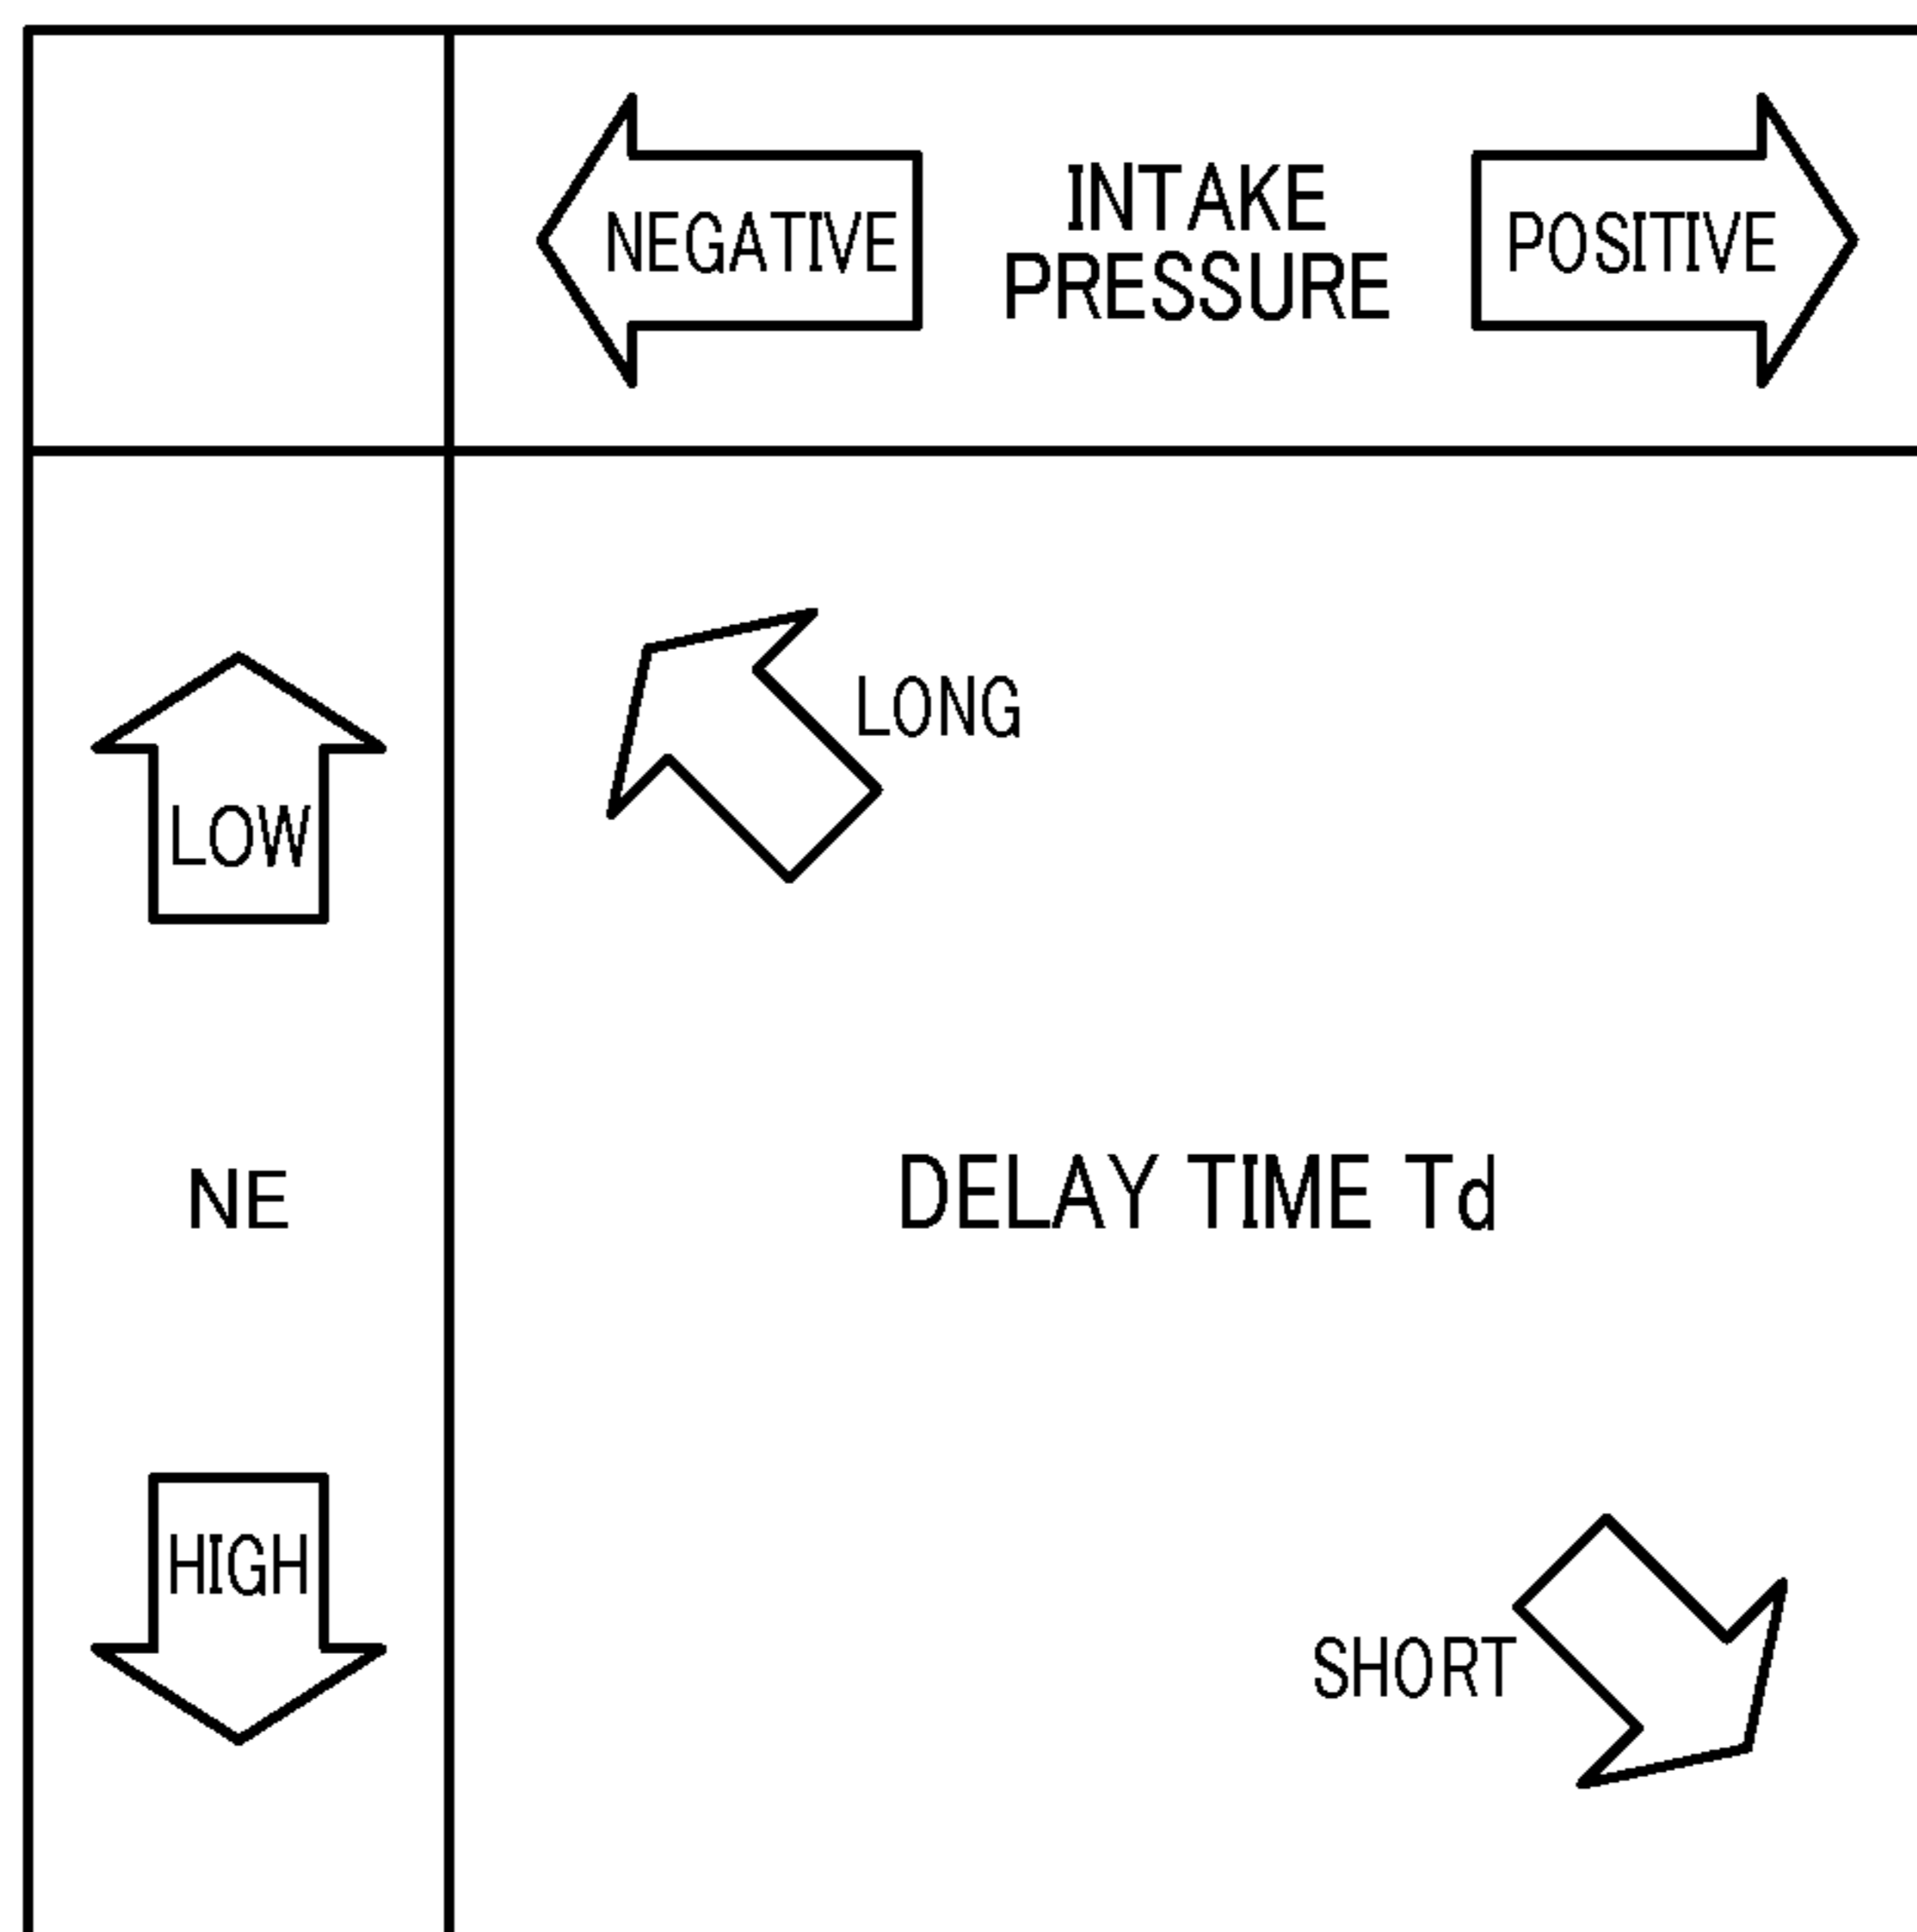 NEGATIVE
INTAKE
PRESSURE
POSITIVE
LONG
LOW
NE
DELAY TIME Td
HIGH
SHORT